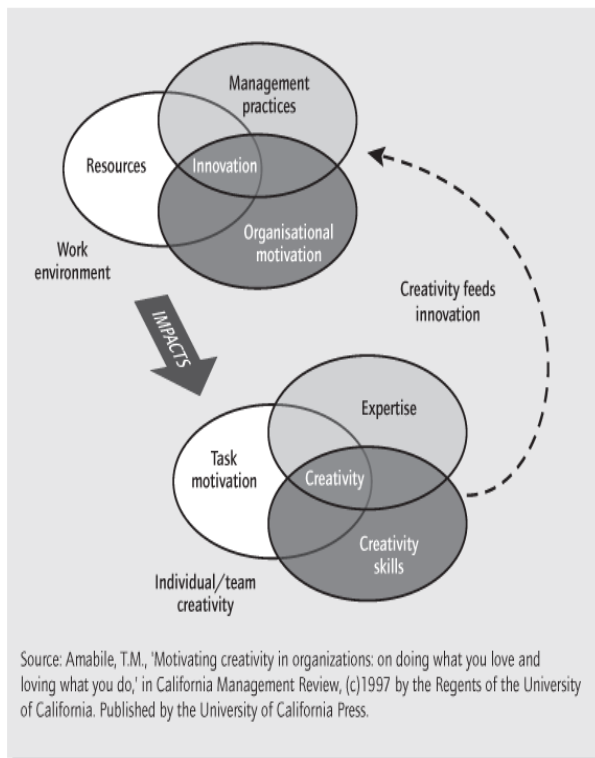 Management
practices
Resources
Innovation
Organisational
motivation
Work
environment
IMPACTS
Creativity feeds
innovation
Expertise
Task
motivation
Creativity
Creativity
skills
Individual/team
creativity
Source: Amabile, T.M., 'Motivating creativity in organizations: on doing what you love and
loving what you do,' in California Management Review, (c)1997 by the Regents of the University
of California. Published by the University of California Press.